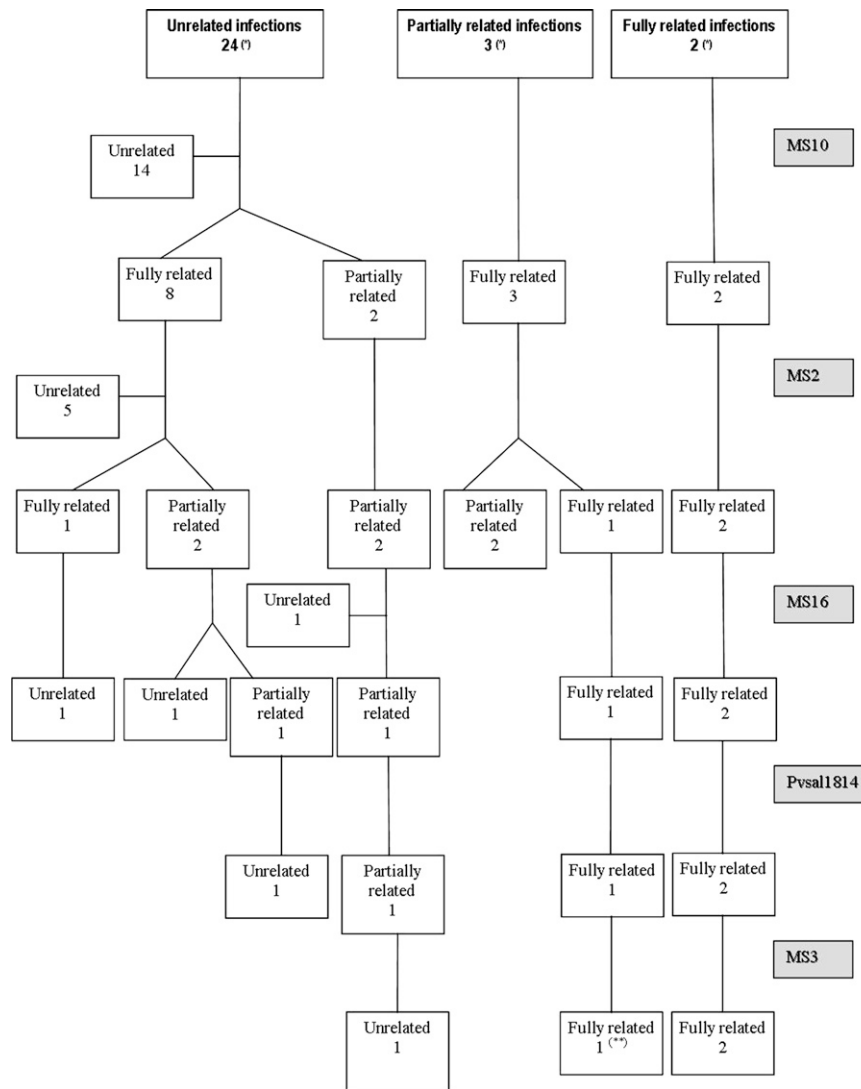 Unrelated infections
24 (*)
Partially related infections
3 (*)
Fully related infections
2 (*)
MS10
Unrelated
14
Fully related
8
Partially
related
2
Fully related
3
Fully related
2
MS2
Unrelated
5
Fully related
1
Partially
related
2
Partially
related
2
Partially
related
2
Fully related
1
Fully related
2
MS16
Unrelated
1
Unrelated
1
Unrelated
1
Partially
related
1
Partially
related
1
Fully related
1
Fully related
2
Pvsal1814
Unrelated
1
Partially
related
1
Fully related
1
Fully related
2
MS3
Unrelated
1
Fully related
1 (**)
Fully related
2